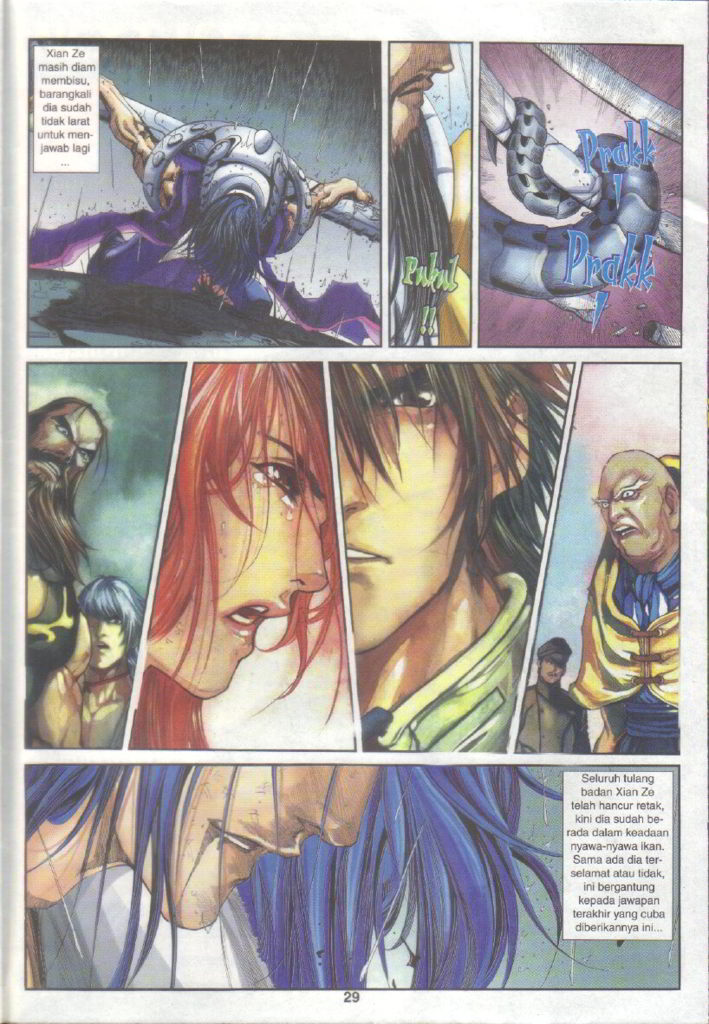 Xian Ze
masih diam
membisu,
barangkali
dia sudah
tidak larat
untuk men-
jawab lagi
...
Pukul
!!
Prakk
!
Prakk
!
Seluruh tulang
badan Xian Ze
telah hancur retak,
kini dia sudah be-
rada dalam keadaan
nyawa-nyawa ikan.
Sama ada dia ter-
selamat atau tidak,
ini bergantung
kepada jawapan
terakhir yang cuba
diberikannya ini...
29